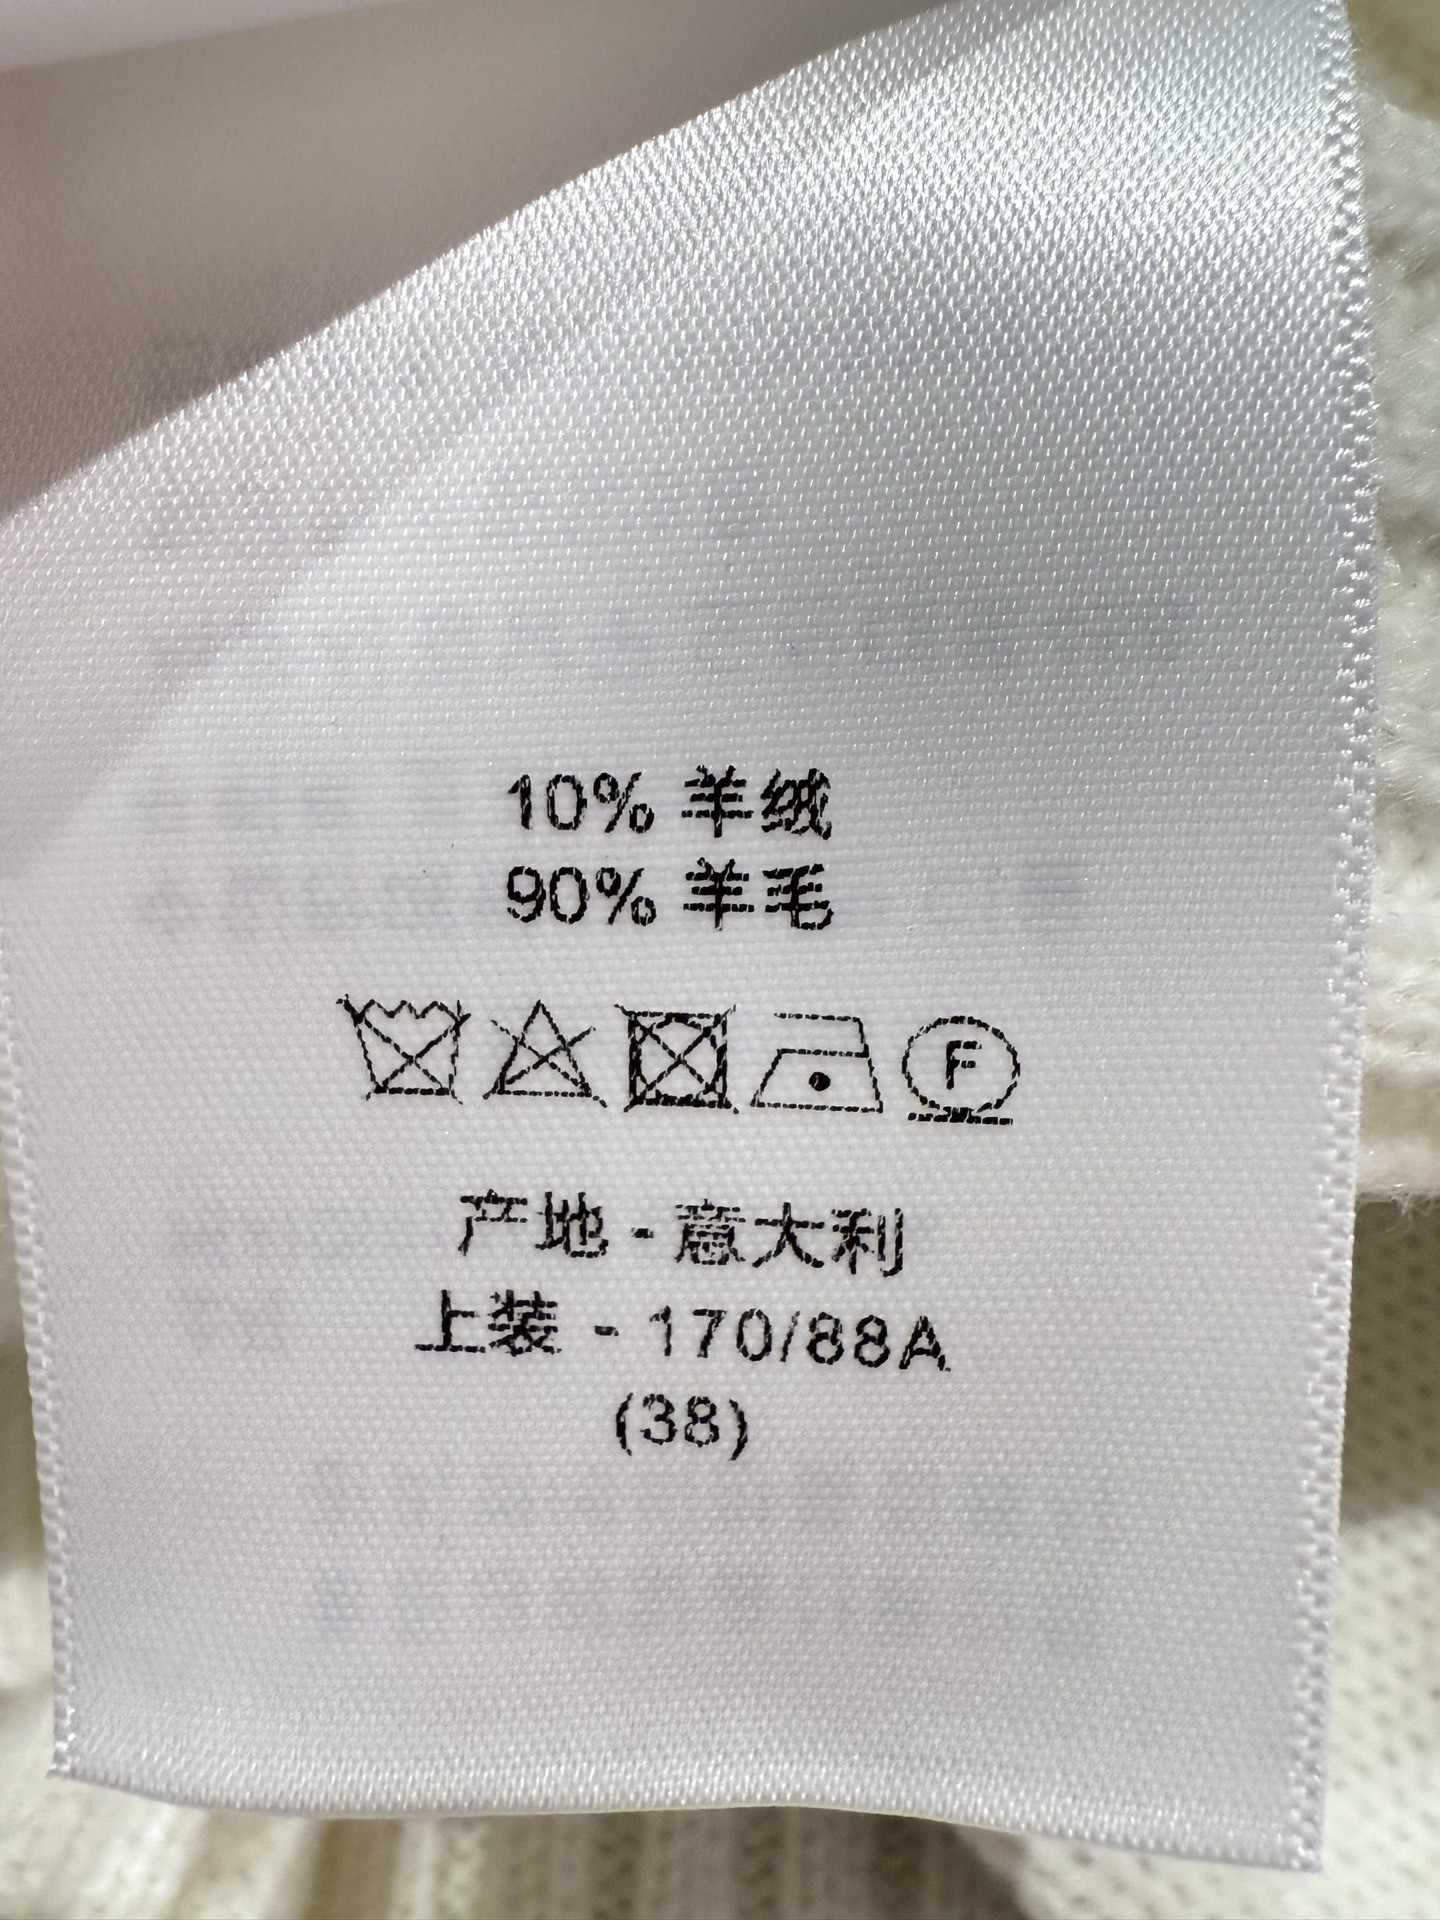 10% 羊绒
90% 羊毛
F
产地 - 意大利
上装 - 170/88A
(38)